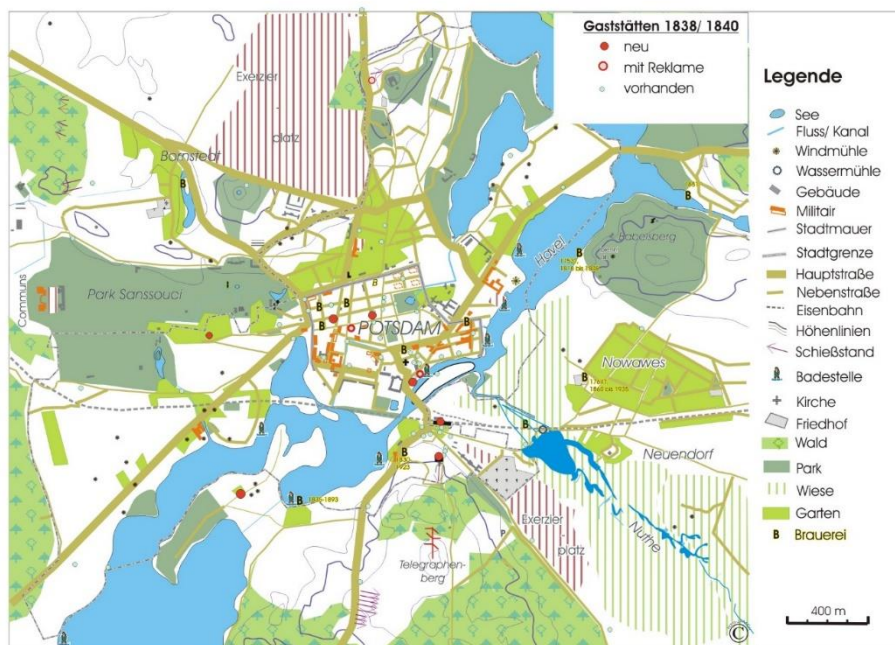 Gaststätten 1838/ 1840
neu
mit Reklame
vorhanden
Legende
See
Fluss/ Kanal
Windmühle
Wassermühle
Gebäude
Militair
Stadtmauer
Stadtgrenze
Hauptstraße
Nebenstraße
Eisenbahn
Höhenlinien
Schießstand
Badestelle
Kirche
Friedhof
Wald
Park
Wiese
Garten
B Brauerei
400 m
Exerzier
platz
Bornstedt
B
Communs
Park Sanssouci
B
Havel
Babelsberg
B
B
B
B
B
B
B
POTSDAM
B
B
Nowawes
B
Neuendorf
B
B 1878-1893
Exerzier
platz
Nuthe
Telegraphen-
berg
©